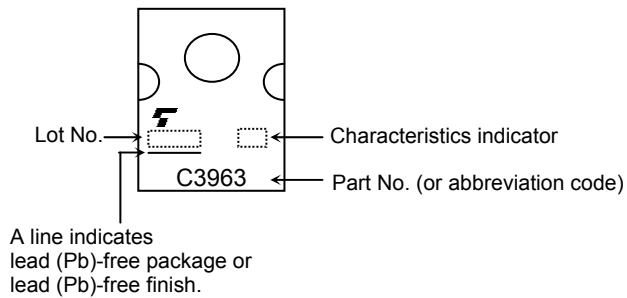 Lot No.
Characteristics indicator
C3963
Part No. (or abbreviation code)
A line indicates
lead (Pb)-free package or
lead (Pb)-free finish.